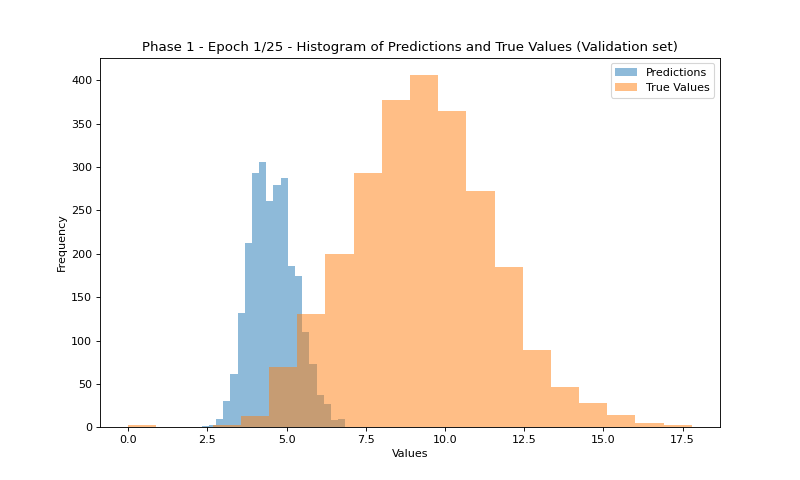 Phase 1 - Epoch 1/25 - Histogram of Predictions and True Values (Validation set)
Predictions
True Values
400
350
300
250
200
150
100
50
0
Frequency
0.0 2.5 5.0 7.5 10.0 12.5 15.0 17.5
Values